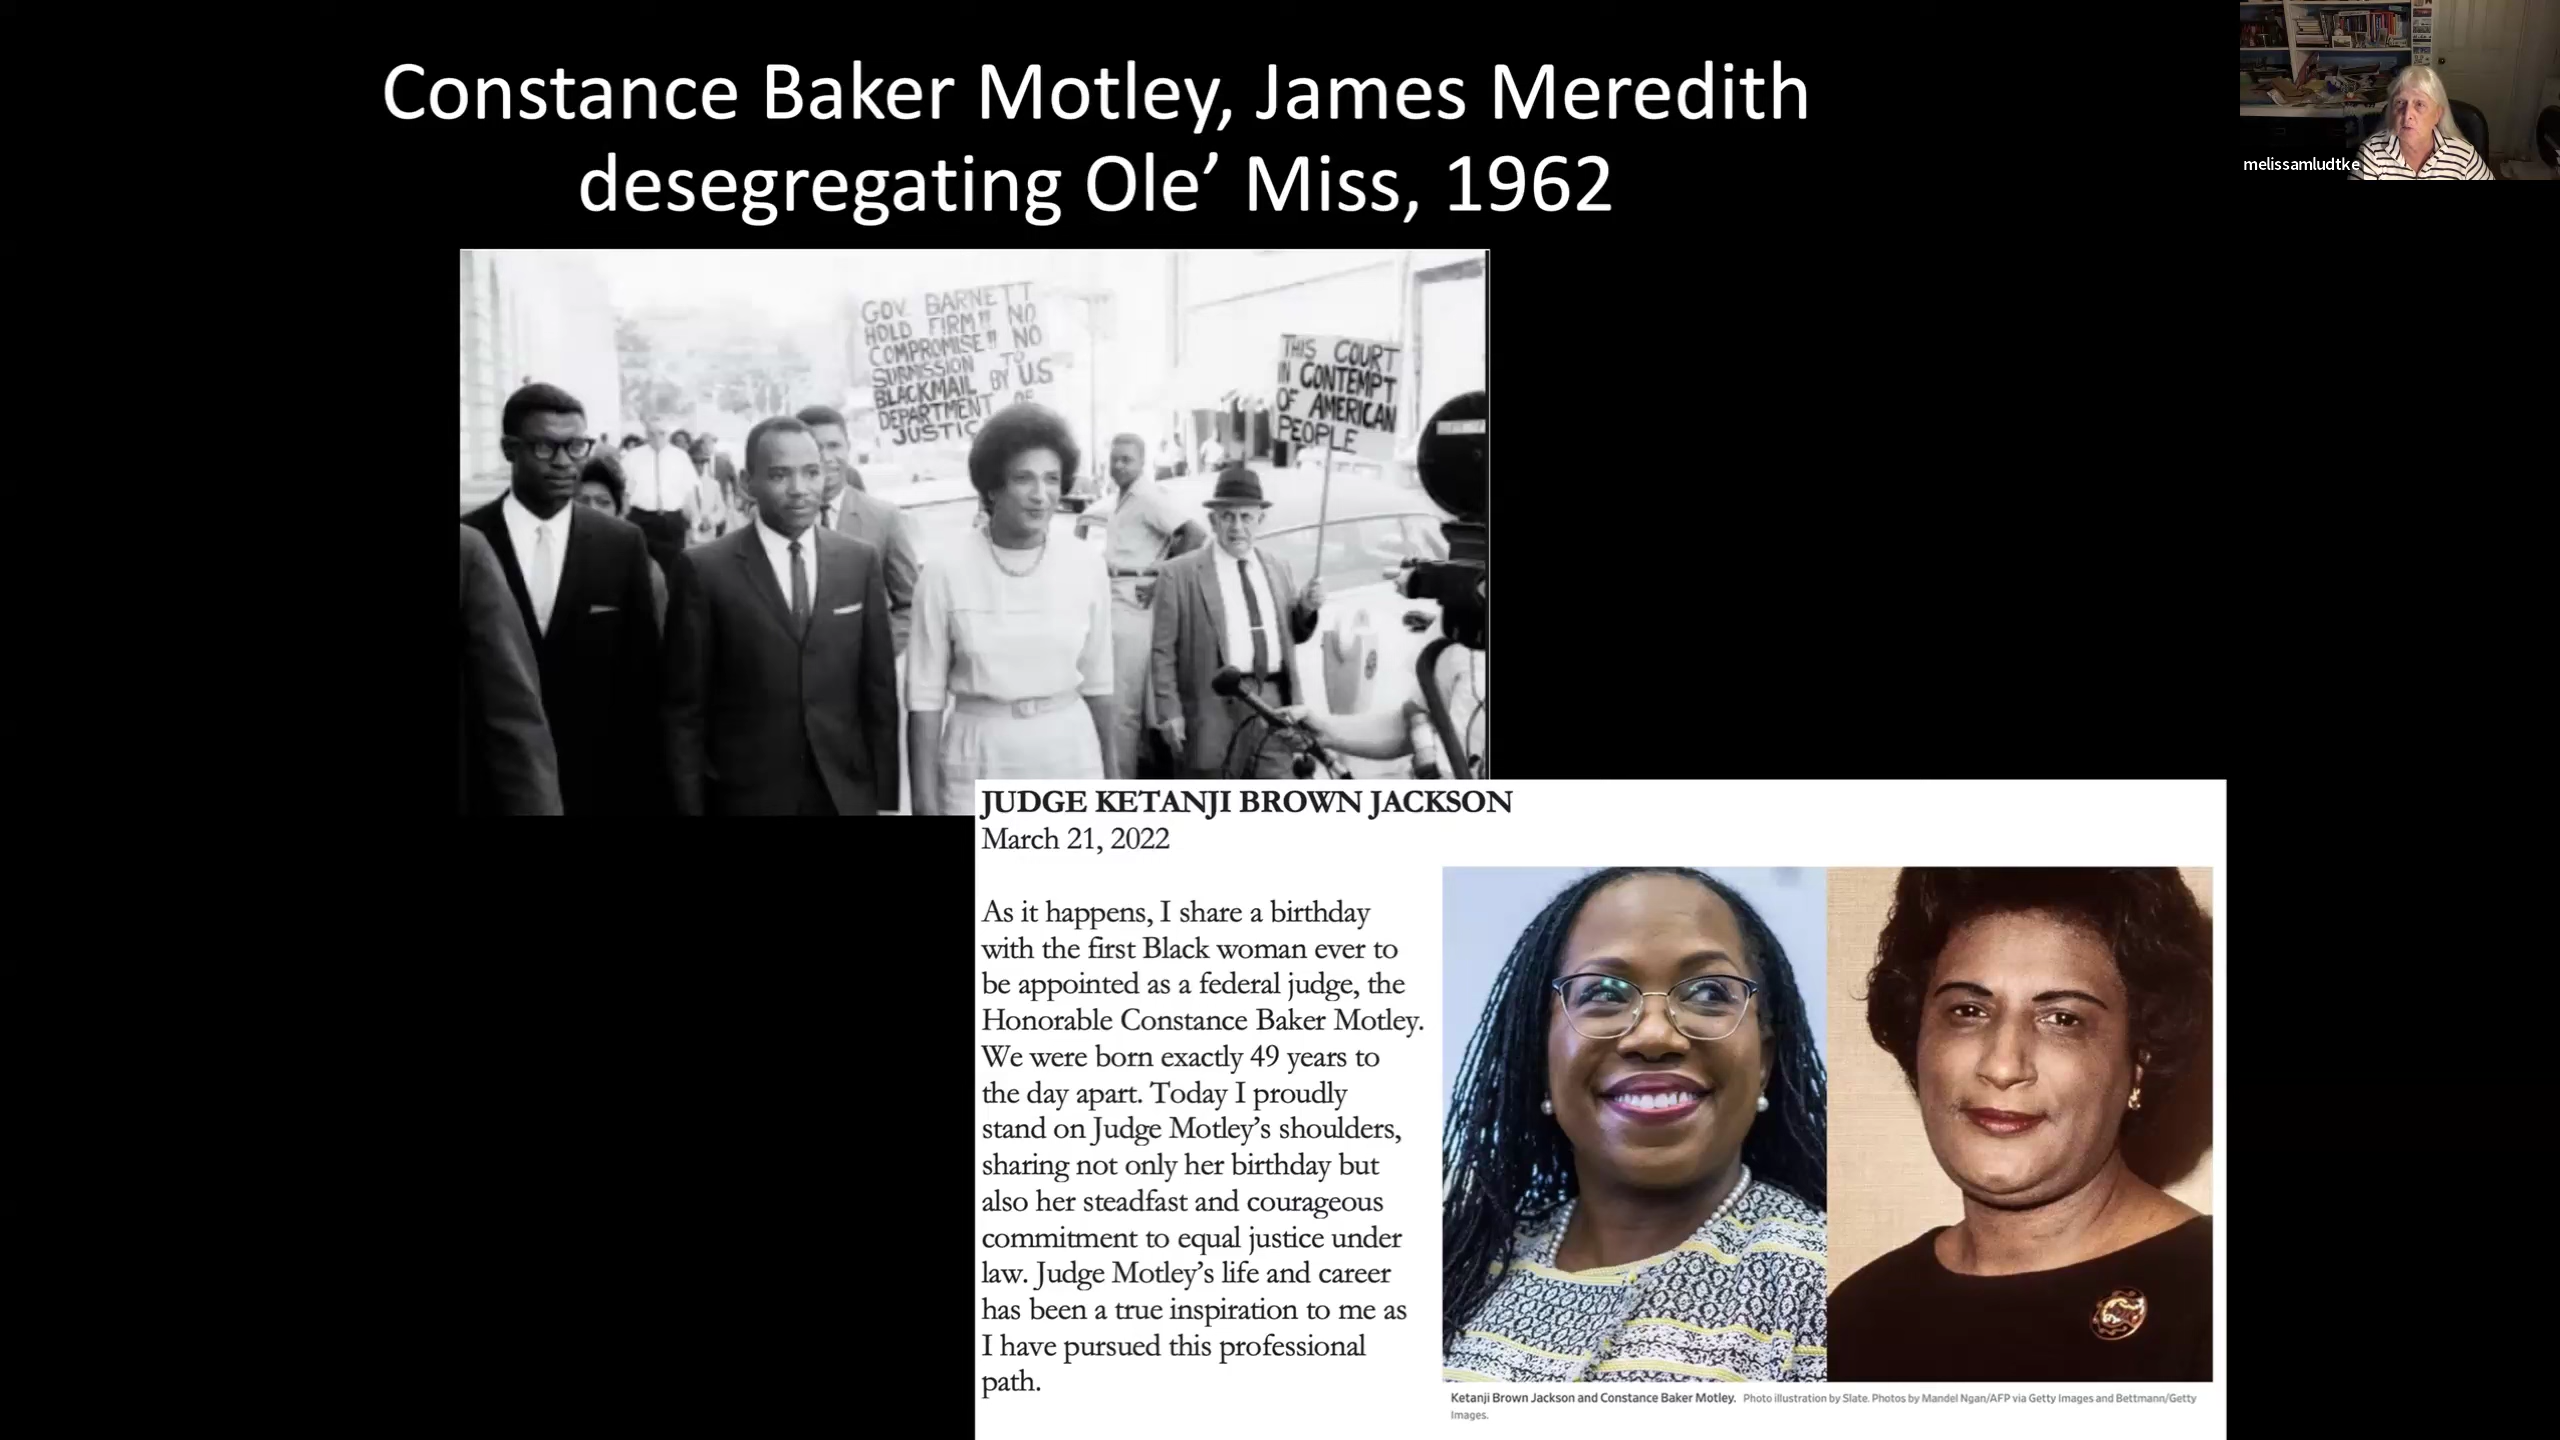 Constance Baker Motley, James Meredith
desegregating Ole’ Miss, 1962
melissamludtke
GOV. BARNETT
HOLD FIRM" NO
COMPROMISE" NO
SUBMISSION TO
BLACKMAIL BY U.S
DEPARTMENT OF
JUSTIC
THIS COURT
IN CONTEMPT
OF AMERICAN
PEOPLE
JUDGE KETANJI BROWN JACKSON
March 21, 2022
As it happens, I share a birthday
with the first Black woman ever to
be appointed as a federal judge, the
Honorable Constance Baker Motley.
We were born exactly 49 years to
the day apart. Today I proudly
stand on Judge Motley’s shoulders,
sharing not only her birthday but
also her steadfast and courageous
commitment to equal justice under
law. Judge Motley’s life and career
has been a true inspiration to me as
I have pursued this professional
path.
Ketanji Brown Jackson and Constance Baker Motley. Photo illustration by Slate. Photos by Mandel Ngan/AFP via Getty Images and Bettmann/Getty
Images.